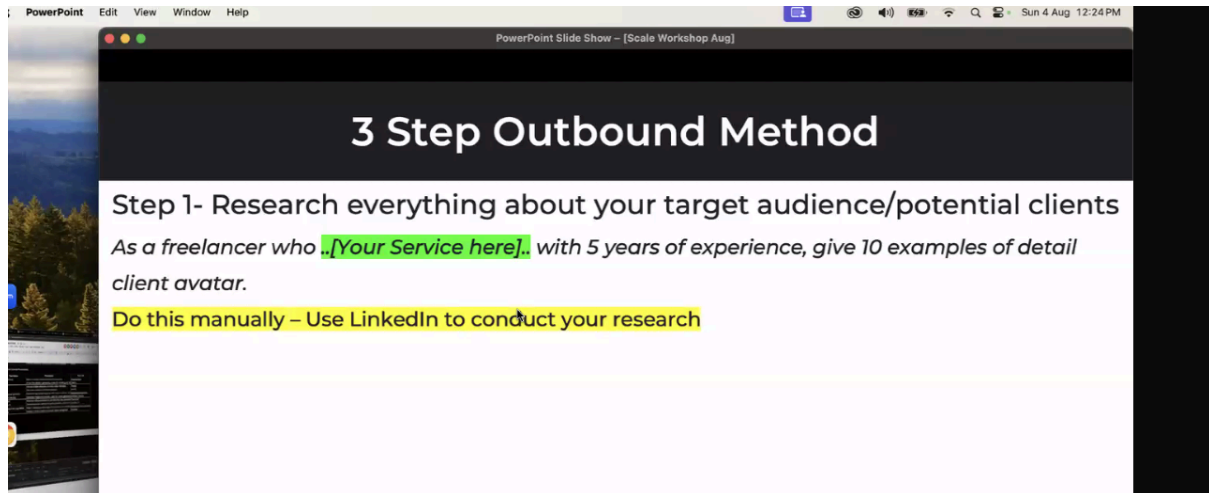 PowerPoint Edit View Window Help Sun 4 Aug 12:24 PM
PowerPoint Slide Show – [Scale Workshop Aug]
3 Step Outbound Method
Step 1- Research everything about your target audience/potential clients
As a freelancer who ..[Your Service here].. with 5 years of experience, give 10 examples of detail
client avatar.
Do this manually – Use LinkedIn to conduct your research